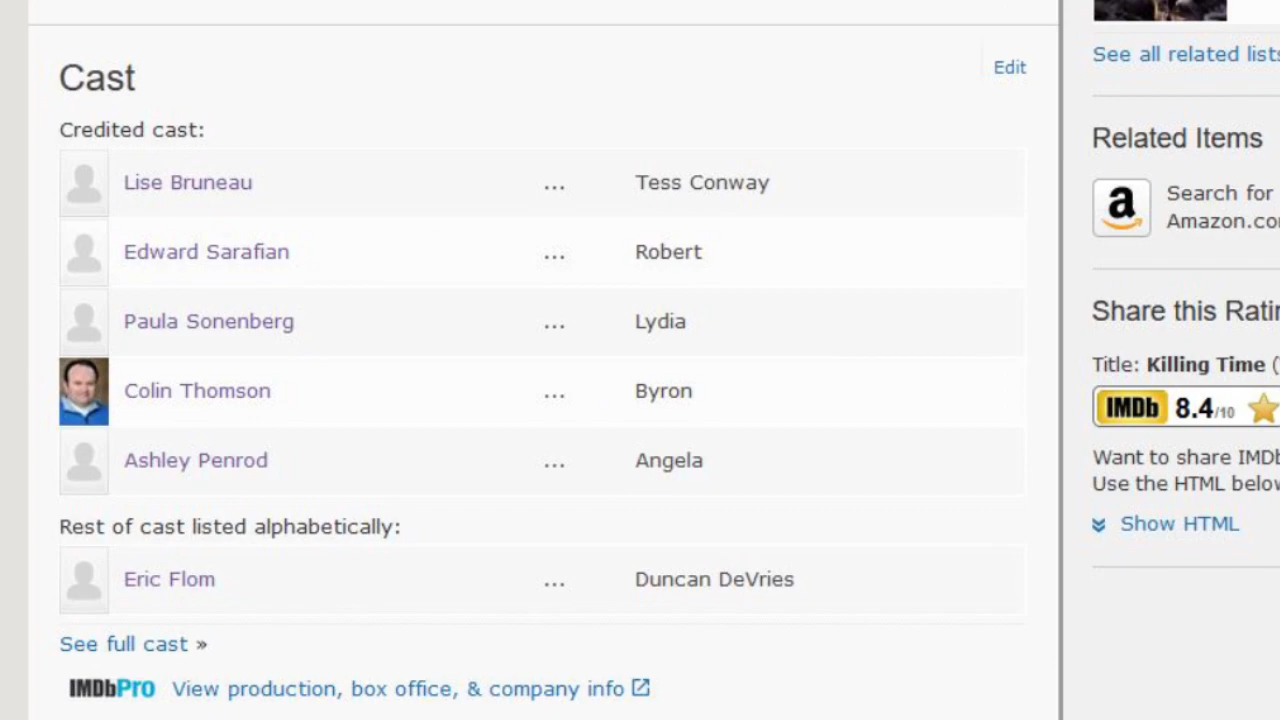 Cast
Edit
Credited cast:
Lise Bruneau ... Tess Conway
Edward Sarafian ... Robert
Paula Sonenberg ... Lydia
Colin Thomson ... Byron
Ashley Penrod ... Angela
Rest of cast listed alphabetically:
Eric Flom ... Duncan DeVries
See full cast »
IMDbPro View production, box office, & company info
See all related lists
Related Items
a
Search for
Amazon.co
Share this Rati
Title: Killing Time (
IMDb 8.4/10
Want to share IMDb
Use the HTML below
Show HTML